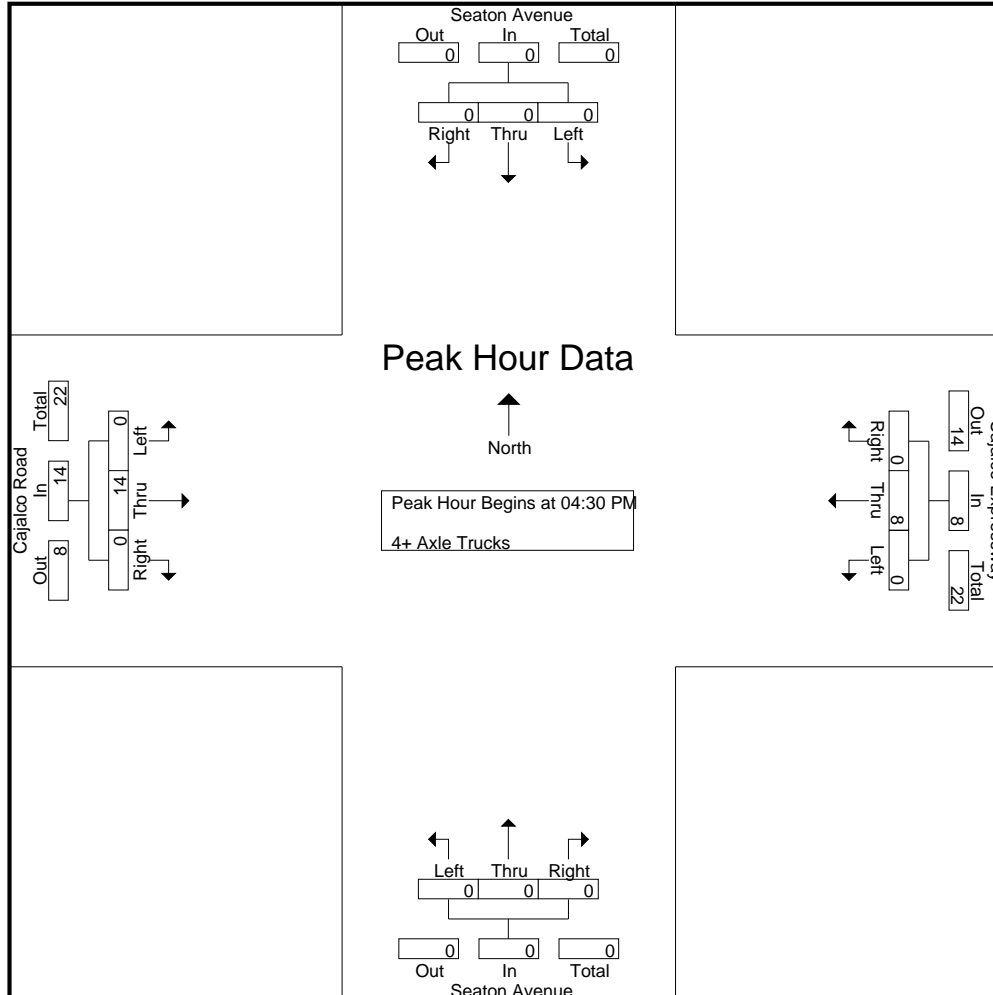 Seaton Avenue
Out In Total
0 0 0
0 0 0
Right Thru Left
Peak Hour Data
North
Peak Hour Begins at 04:30 PM
4+ Axle Trucks
Cajalco Road
Out In Total
8 14 22
Right Thru Left
0 14 0
Out In Total
14 8 22
Right Thru Left
0 8 0
Left Thru Right
0 0 0
0 0 0
Out In Total
Seaton Avenue